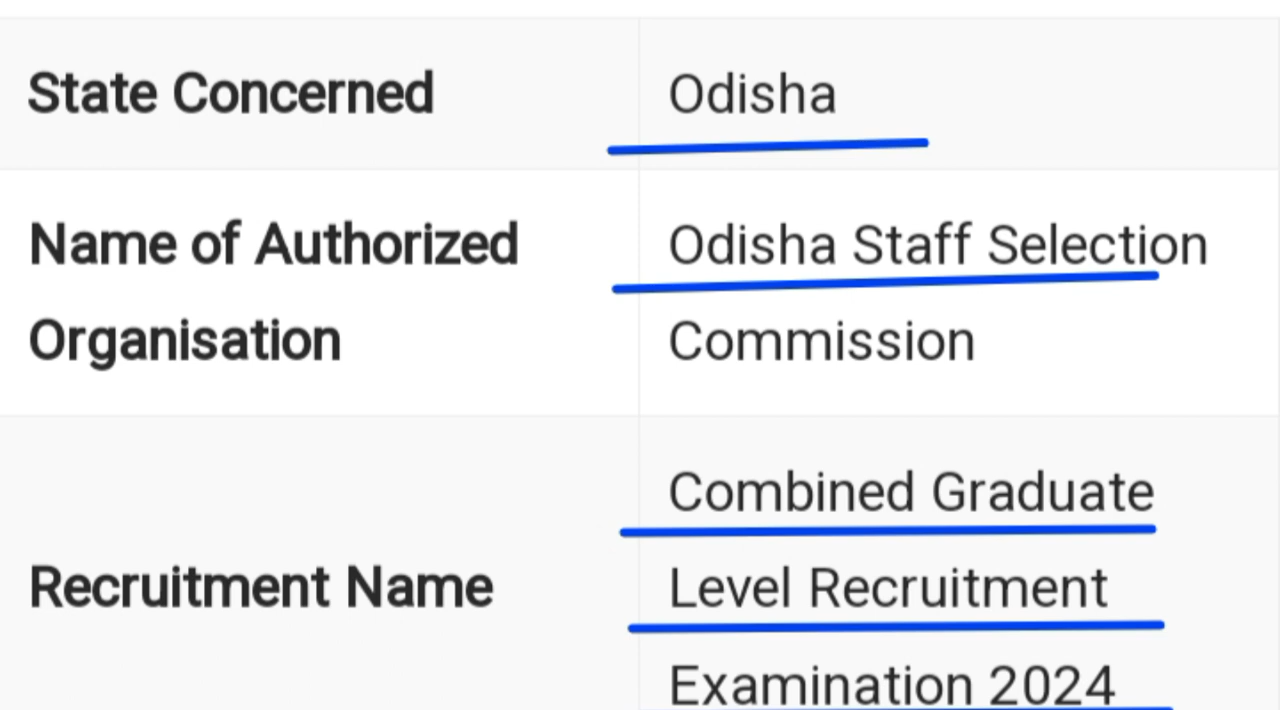 State Concerned
Odisha
Name of Authorized
Organisation
Odisha Staff Selection
Commission
Recruitment Name
Combined Graduate
Level Recruitment
Examination 2024